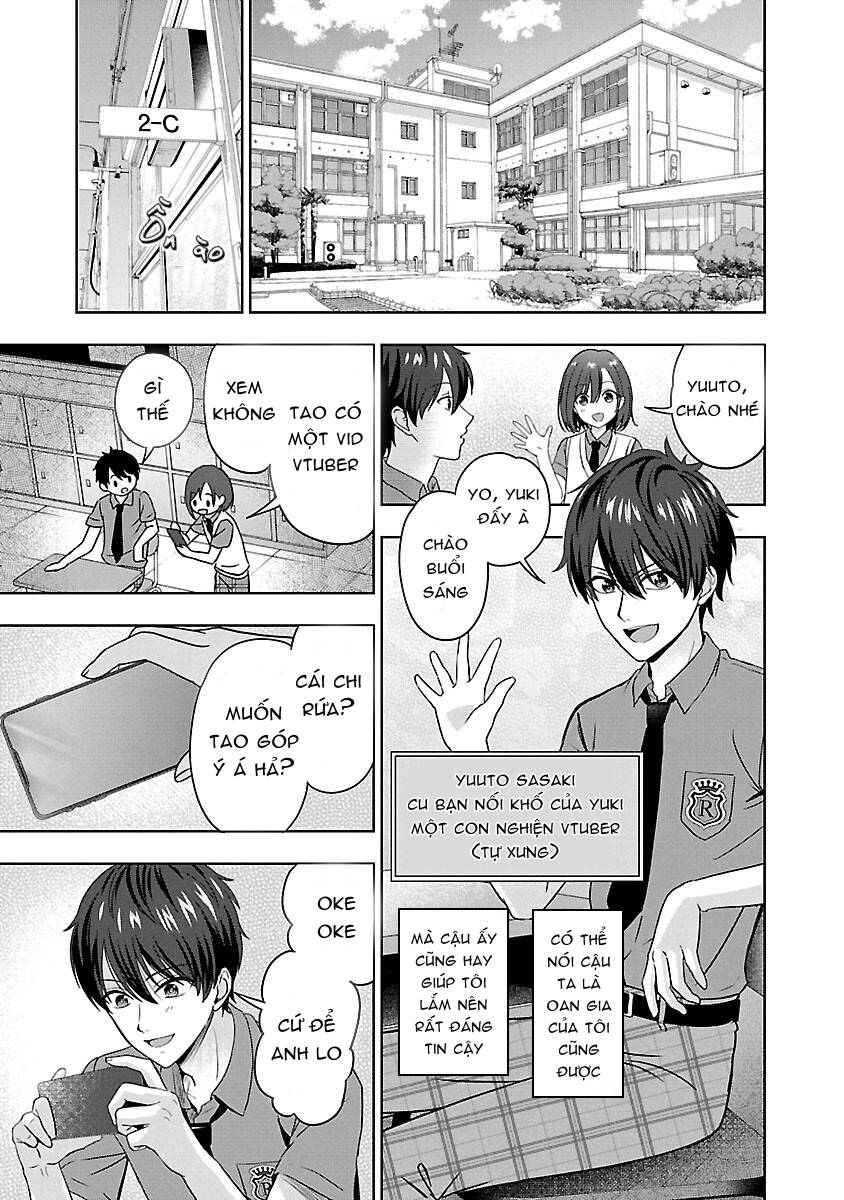 2-C
Ồn ào
YUUTO,
CHÀO NHÉ
YO, YUKI
ĐẤY À
CHÀO
BUỔI
SÁNG
YUUTO SASAKI
CU BẠN NỐI KHỐ CỦA YUKI
MỘT CON NGHIỆN VTUBER
(TỰ XƯNG)
CÓ THỂ
NÓI CẬU
TA LÀ
OAN GIA
CỦA TÔI
CŨNG
ĐƯỢC
MÀ CẬU ẤY
CŨNG HAY
GIÚP TÔI
LẮM NÊN
RẤT ĐÁNG
TIN CẬY
R
TAO CÓ
MỘT VID
VTUBER
XEM
KHÔNG
GÌ
THẾ
CÁI CHI
RỨA?
MUỐN
TAO GÓP
Ý Á HẢ?
OKE
OKE
CỨ ĐỂ
ANH LO
R